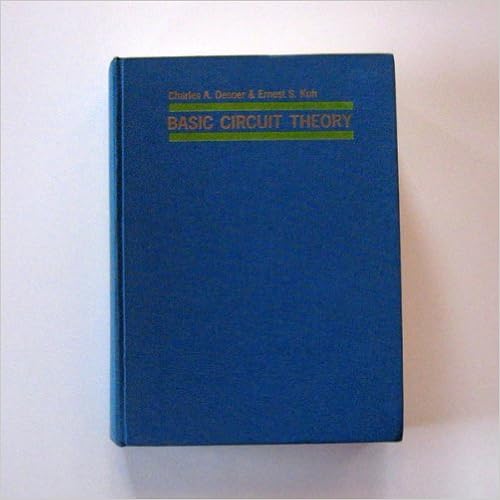 Charles A. Desoer & Ernest S. Kuh
BASIC CIRCUIT THEORY